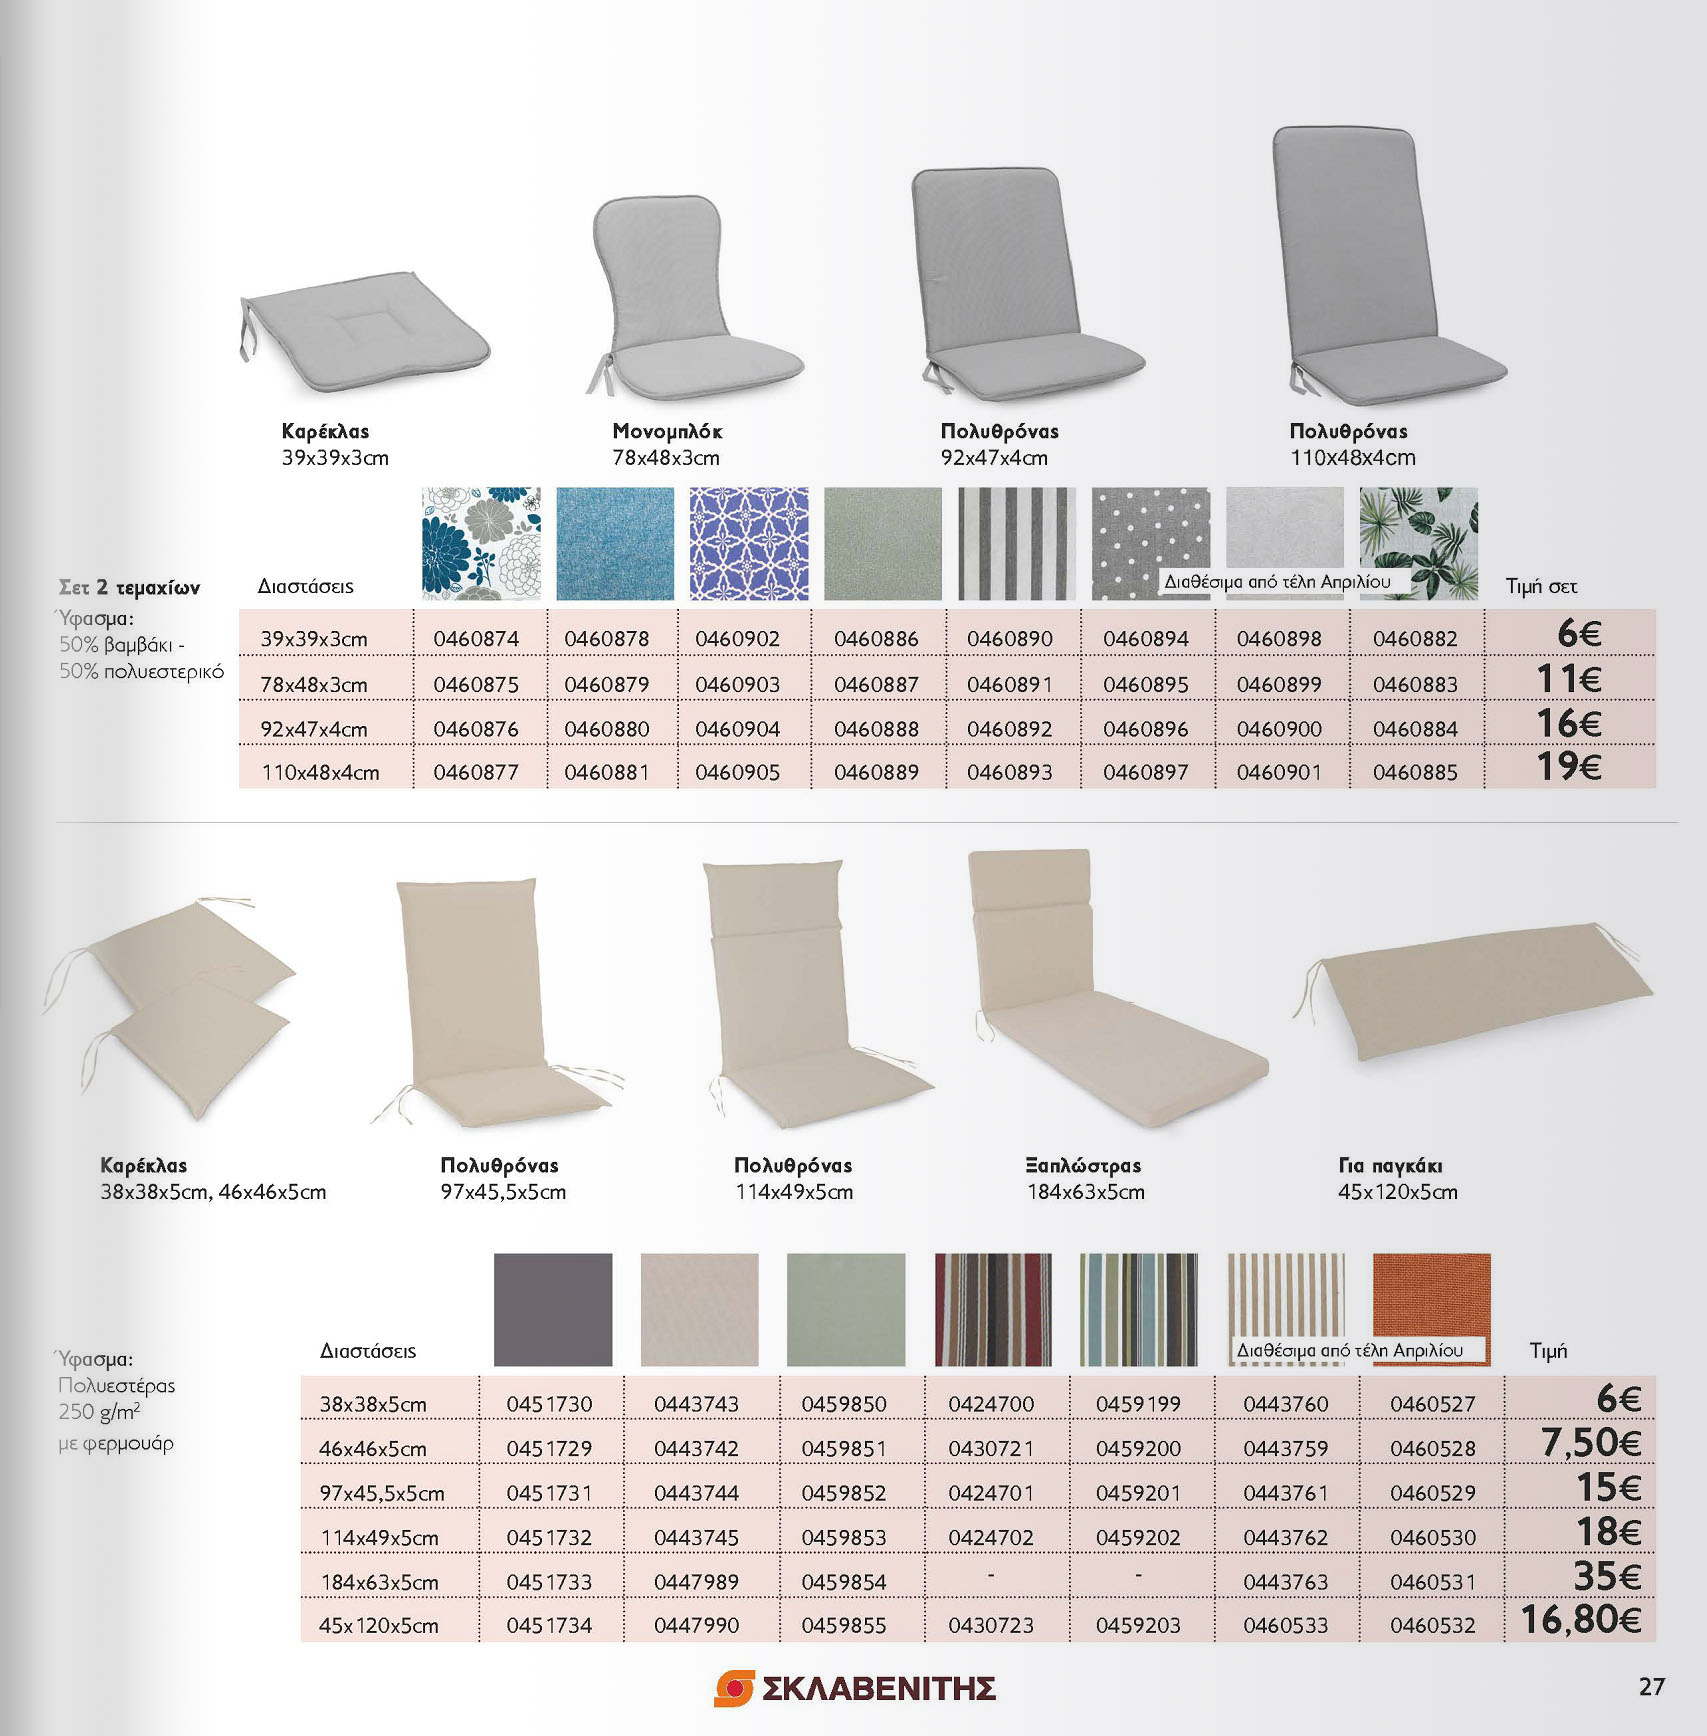 Καρέκλας
39x39x3cm
Μονομπλόκ
78x48x3cm
Πολυθρόνας
92x47x4cm
Πολυθρόνας
110x48x4cm
Σετ 2 τεμαχίων
Ύφασμα:
50% βαμβάκι -
50% πολυεστερικό
Διαστάσεις
Διαθέσιμα από τέλη Απριλίου
Τιμή σετ
39x39x3cm 0460874 0460878 0460902 0460886 0460890 0460894 0460898 0460882 6€
78x48x3cm 0460875 0460879 0460903 0460887 0460891 0460895 0460899 0460883 11€
92x47x4cm 0460876 0460880 0460904 0460888 0460892 0460896 0460900 0460884 16€
110x48x4cm 0460877 0460881 0460905 0460889 0460893 0460897 0460901 0460885 19€
Καρέκλας
38x38x5cm, 46x46x5cm
Πολυθρόνας
97x45,5x5cm
Πολυθρόνας
114x49x5cm
Ξαπλώστρας
184x63x5cm
Για παγκάκι
45x120x5cm
Ύφασμα:
Πολυεστέρας
250 g/m²
με φερμουάρ
Διαστάσεις
Διαθέσιμα από τέλη Απριλίου
Τιμή
38x38x5cm 0451730 0443743 0459850 0424700 0459199 0443760 0460527 6€
46x46x5cm 0451729 0443742 0459851 0430721 0459200 0443759 0460528 7,50€
97x45,5x5cm 0451731 0443744 0459852 0424701 0459201 0443761 0460529 15€
114x49x5cm 0451732 0443745 0459853 0424702 0459202 0443762 0460530 18€
184x63x5cm 0451733 0447989 0459854 - - 0443763 0460531 35€
45x120x5cm 0451734 0447990 0459855 0430723 0459203 0460533 0460532 16,80€
ΣΚΛΑΒΕΝΙΤΗΣ
27